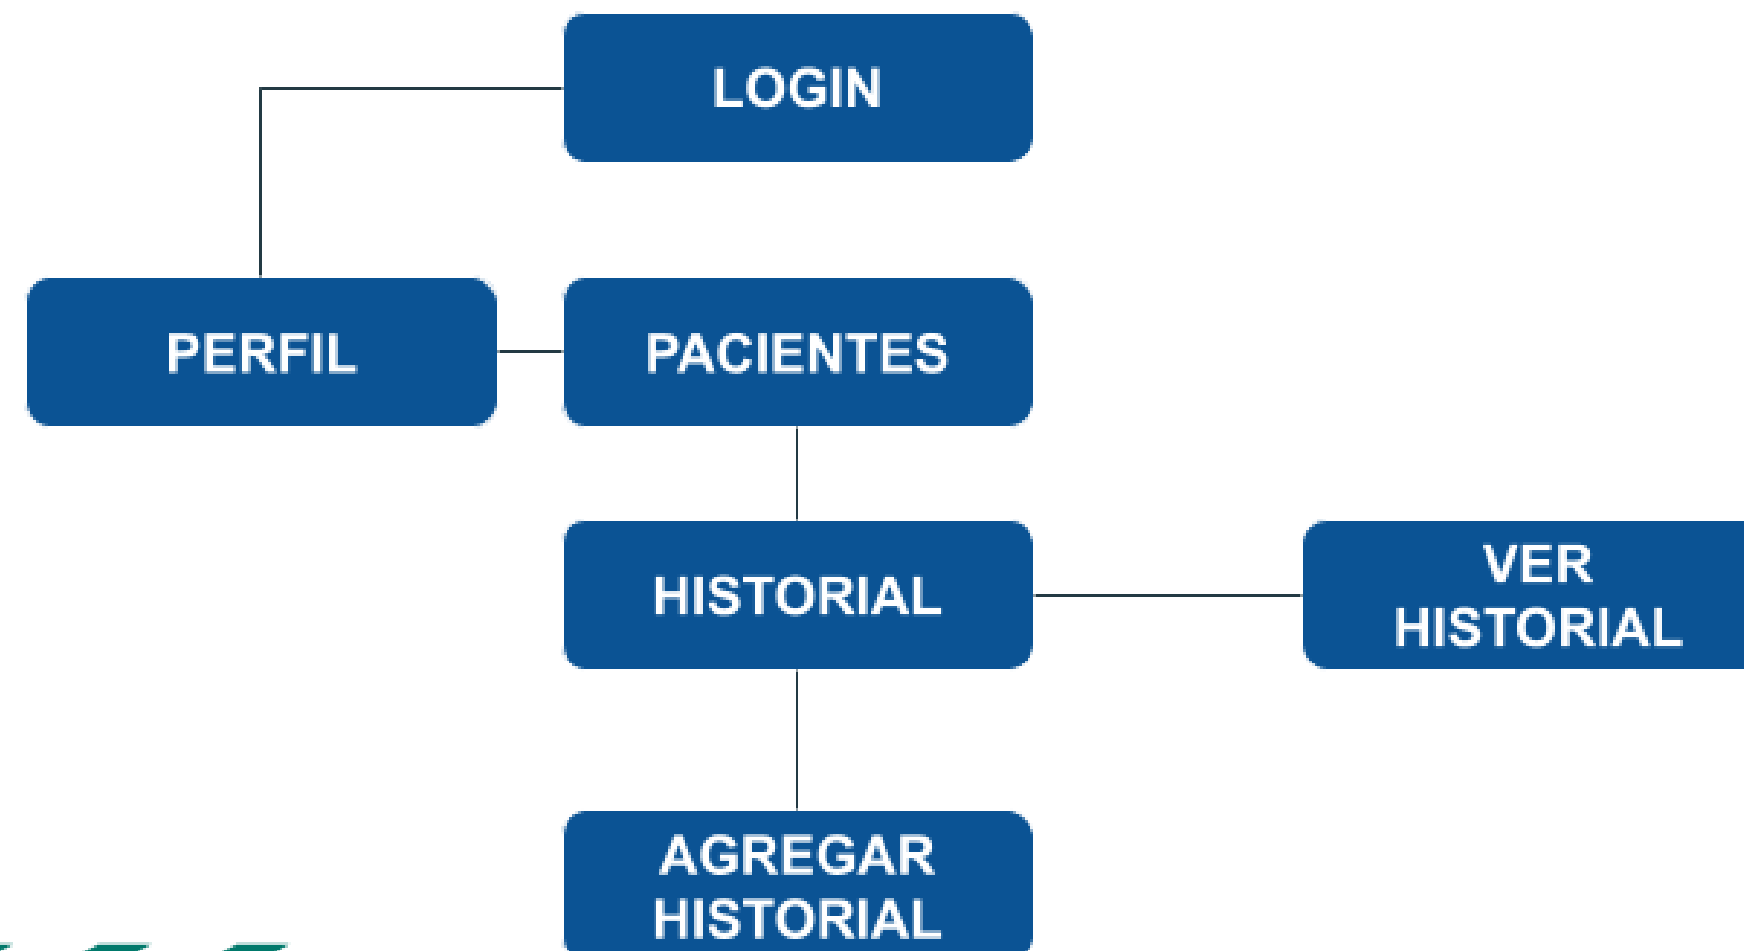 LOGIN
PERFIL
PACIENTES
HISTORIAL
VER
HISTORIAL
AGREGAR
HISTORIAL